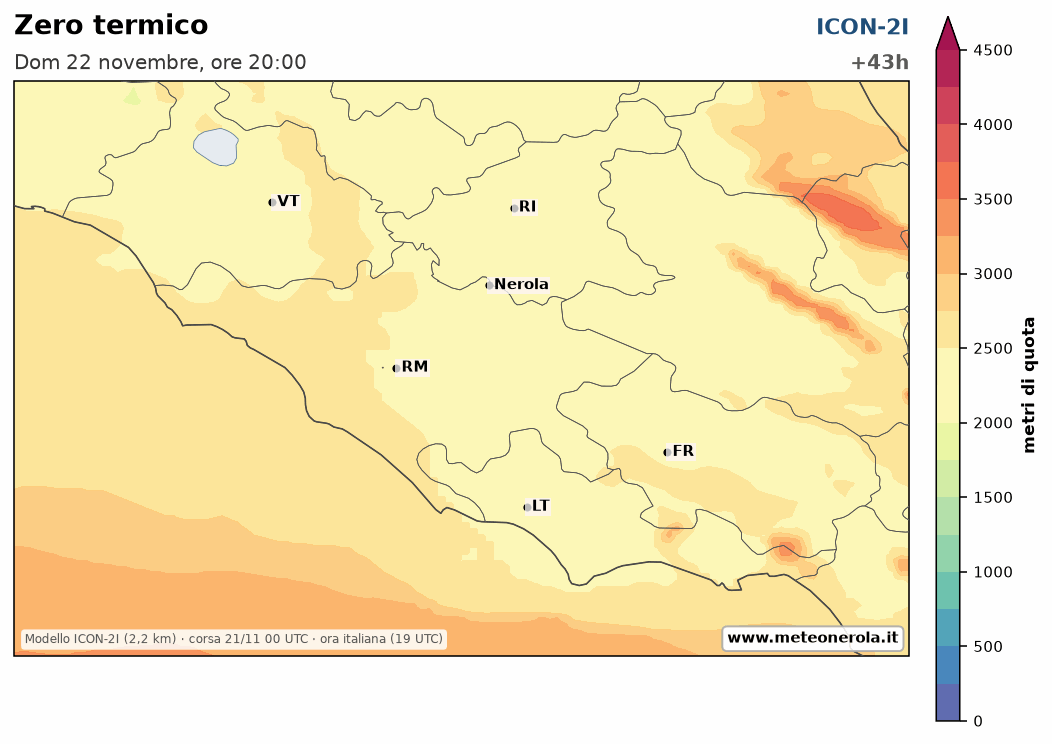 Zero termico
ICON-2I
Dom 22 novembre, ore 20:00
+43h
4500
4000
3500
3000
2500
2000
1500
1000
500
0
metri di quota
VT
RI
Nerola
RM
FR
LT
Modello ICON-2I (2,2 km) · corsa 21/11 00 UTC · ora italiana (19 UTC)
www.meteonerola.it